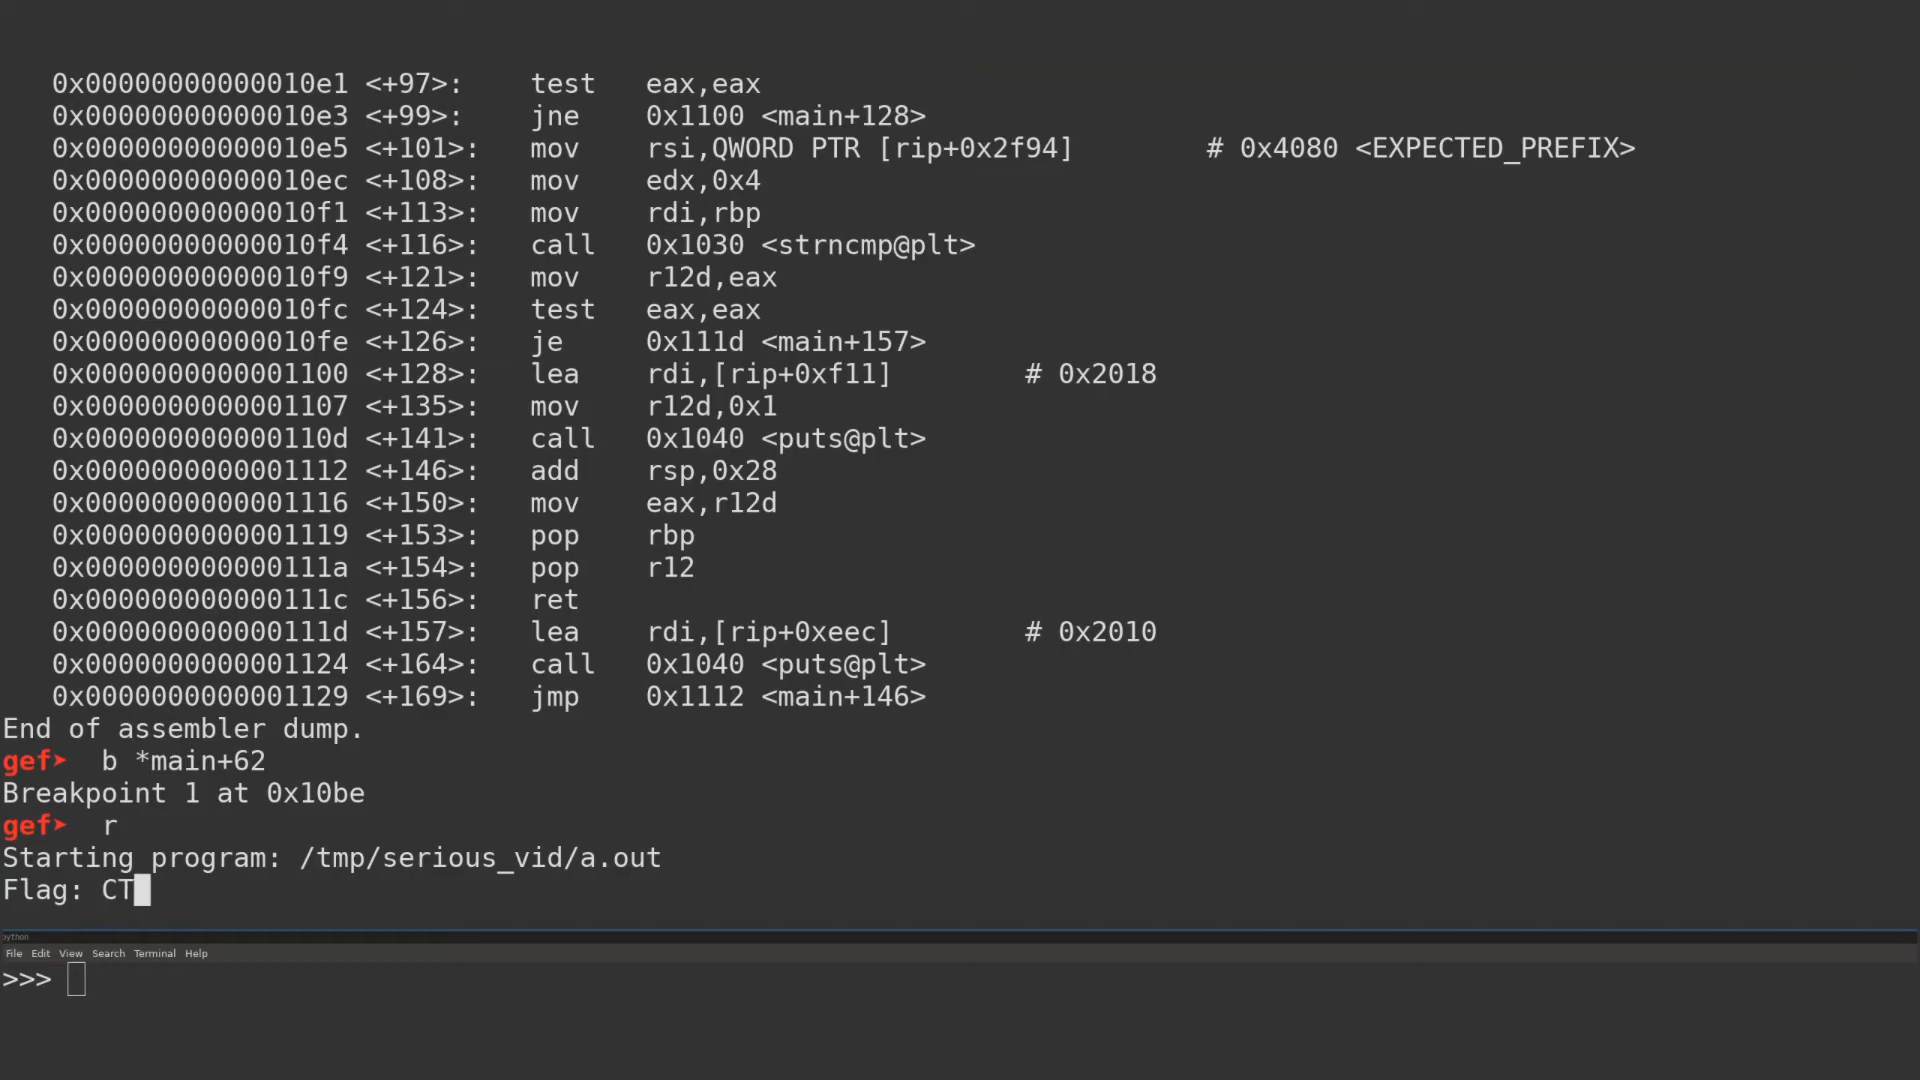 0x00000000000010e1 <+97>:    test   eax,eax
0x00000000000010e3 <+99>:    jne    0x1100 <main+128>
0x00000000000010e5 <+101>:   mov    rsi,QWORD PTR [rip+0x2f94]        # 0x4080 <EXPECTED_PREFIX>
0x00000000000010ec <+108>:   mov    edx,0x4
0x00000000000010f1 <+113>:   mov    rdi,rbp
0x00000000000010f4 <+116>:   call   0x1030 <strncmp@plt>
0x00000000000010f9 <+121>:   mov    r12d,eax
0x00000000000010fc <+124>:   test   eax,eax
0x00000000000010fe <+126>:   je     0x111d <main+157>
0x0000000000001100 <+128>:   lea    rdi,[rip+0xf11]        # 0x2018
0x0000000000001107 <+135>:   mov    r12d,0x1
0x000000000000110d <+141>:   call   0x1040 <puts@plt>
0x0000000000001112 <+146>:   add    rsp,0x28
0x0000000000001116 <+150>:   mov    eax,r12d
0x0000000000001119 <+153>:   pop    rbp
0x000000000000111a <+154>:   pop    r12
0x000000000000111c <+156>:   ret
0x000000000000111d <+157>:   lea    rdi,[rip+0xeec]        # 0x2010
0x0000000000001124 <+164>:   call   0x1040 <puts@plt>
0x0000000000001129 <+169>:   jmp    0x1112 <main+146>
End of assembler dump.
gef➤  b *main+62
Breakpoint 1 at 0x10be
gef➤  r
Starting program: /tmp/serious_vid/a.out
Flag: CT
python
File Edit View Search Terminal Help
>>>